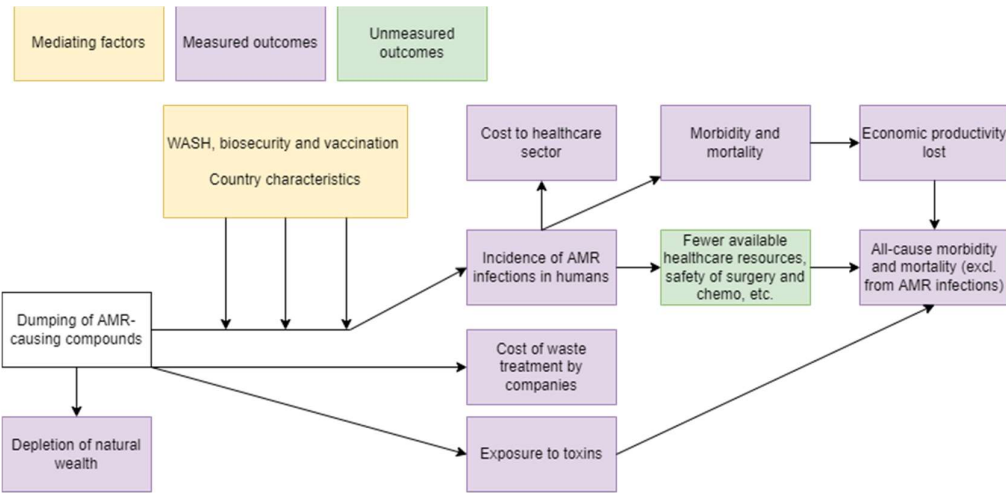 Mediating factors
Measured outcomes
Unmeasured
outcomes
WASH, biosecurity and vaccination
Country characteristics
Cost to healthcare
sector
Morbidity and
mortality
Economic productivity
lost
Incidence of AMR
infections in humans
Fewer available
healthcare resources,
safety of surgery and
chemo, etc.
All-cause morbidity
and mortality (excl.
from AMR infections)
Dumping of AMR-
causing compounds
Cost of waste
treatment by
companies
Depletion of natural
wealth
Exposure to toxins